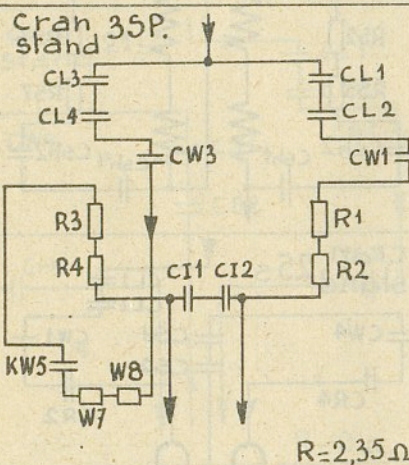 Cran 3SP.
stand
CL3
CL1
CL4
CL2
CW3
CW1
R3
R1
R4
R2
CI1
CI2
KW5
W8
W7
R=2,35Ω